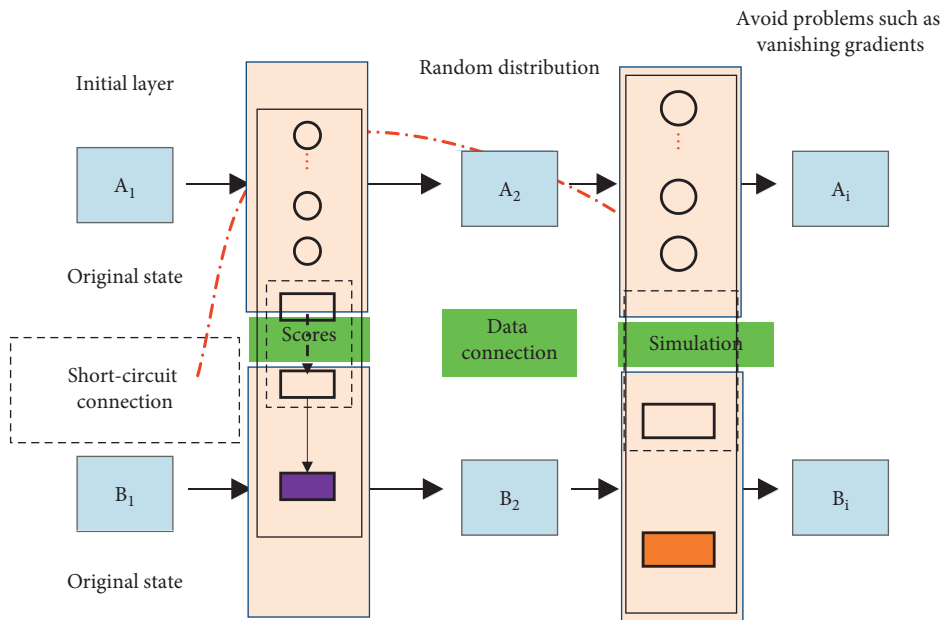 Avoid problems such as
vanishing gradients
Random distribution
Initial layer
A1
A2
Ai
Original state
Scores
Data
connection
Simulation
Short-circuit
connection
B1
B2
Bi
Original state